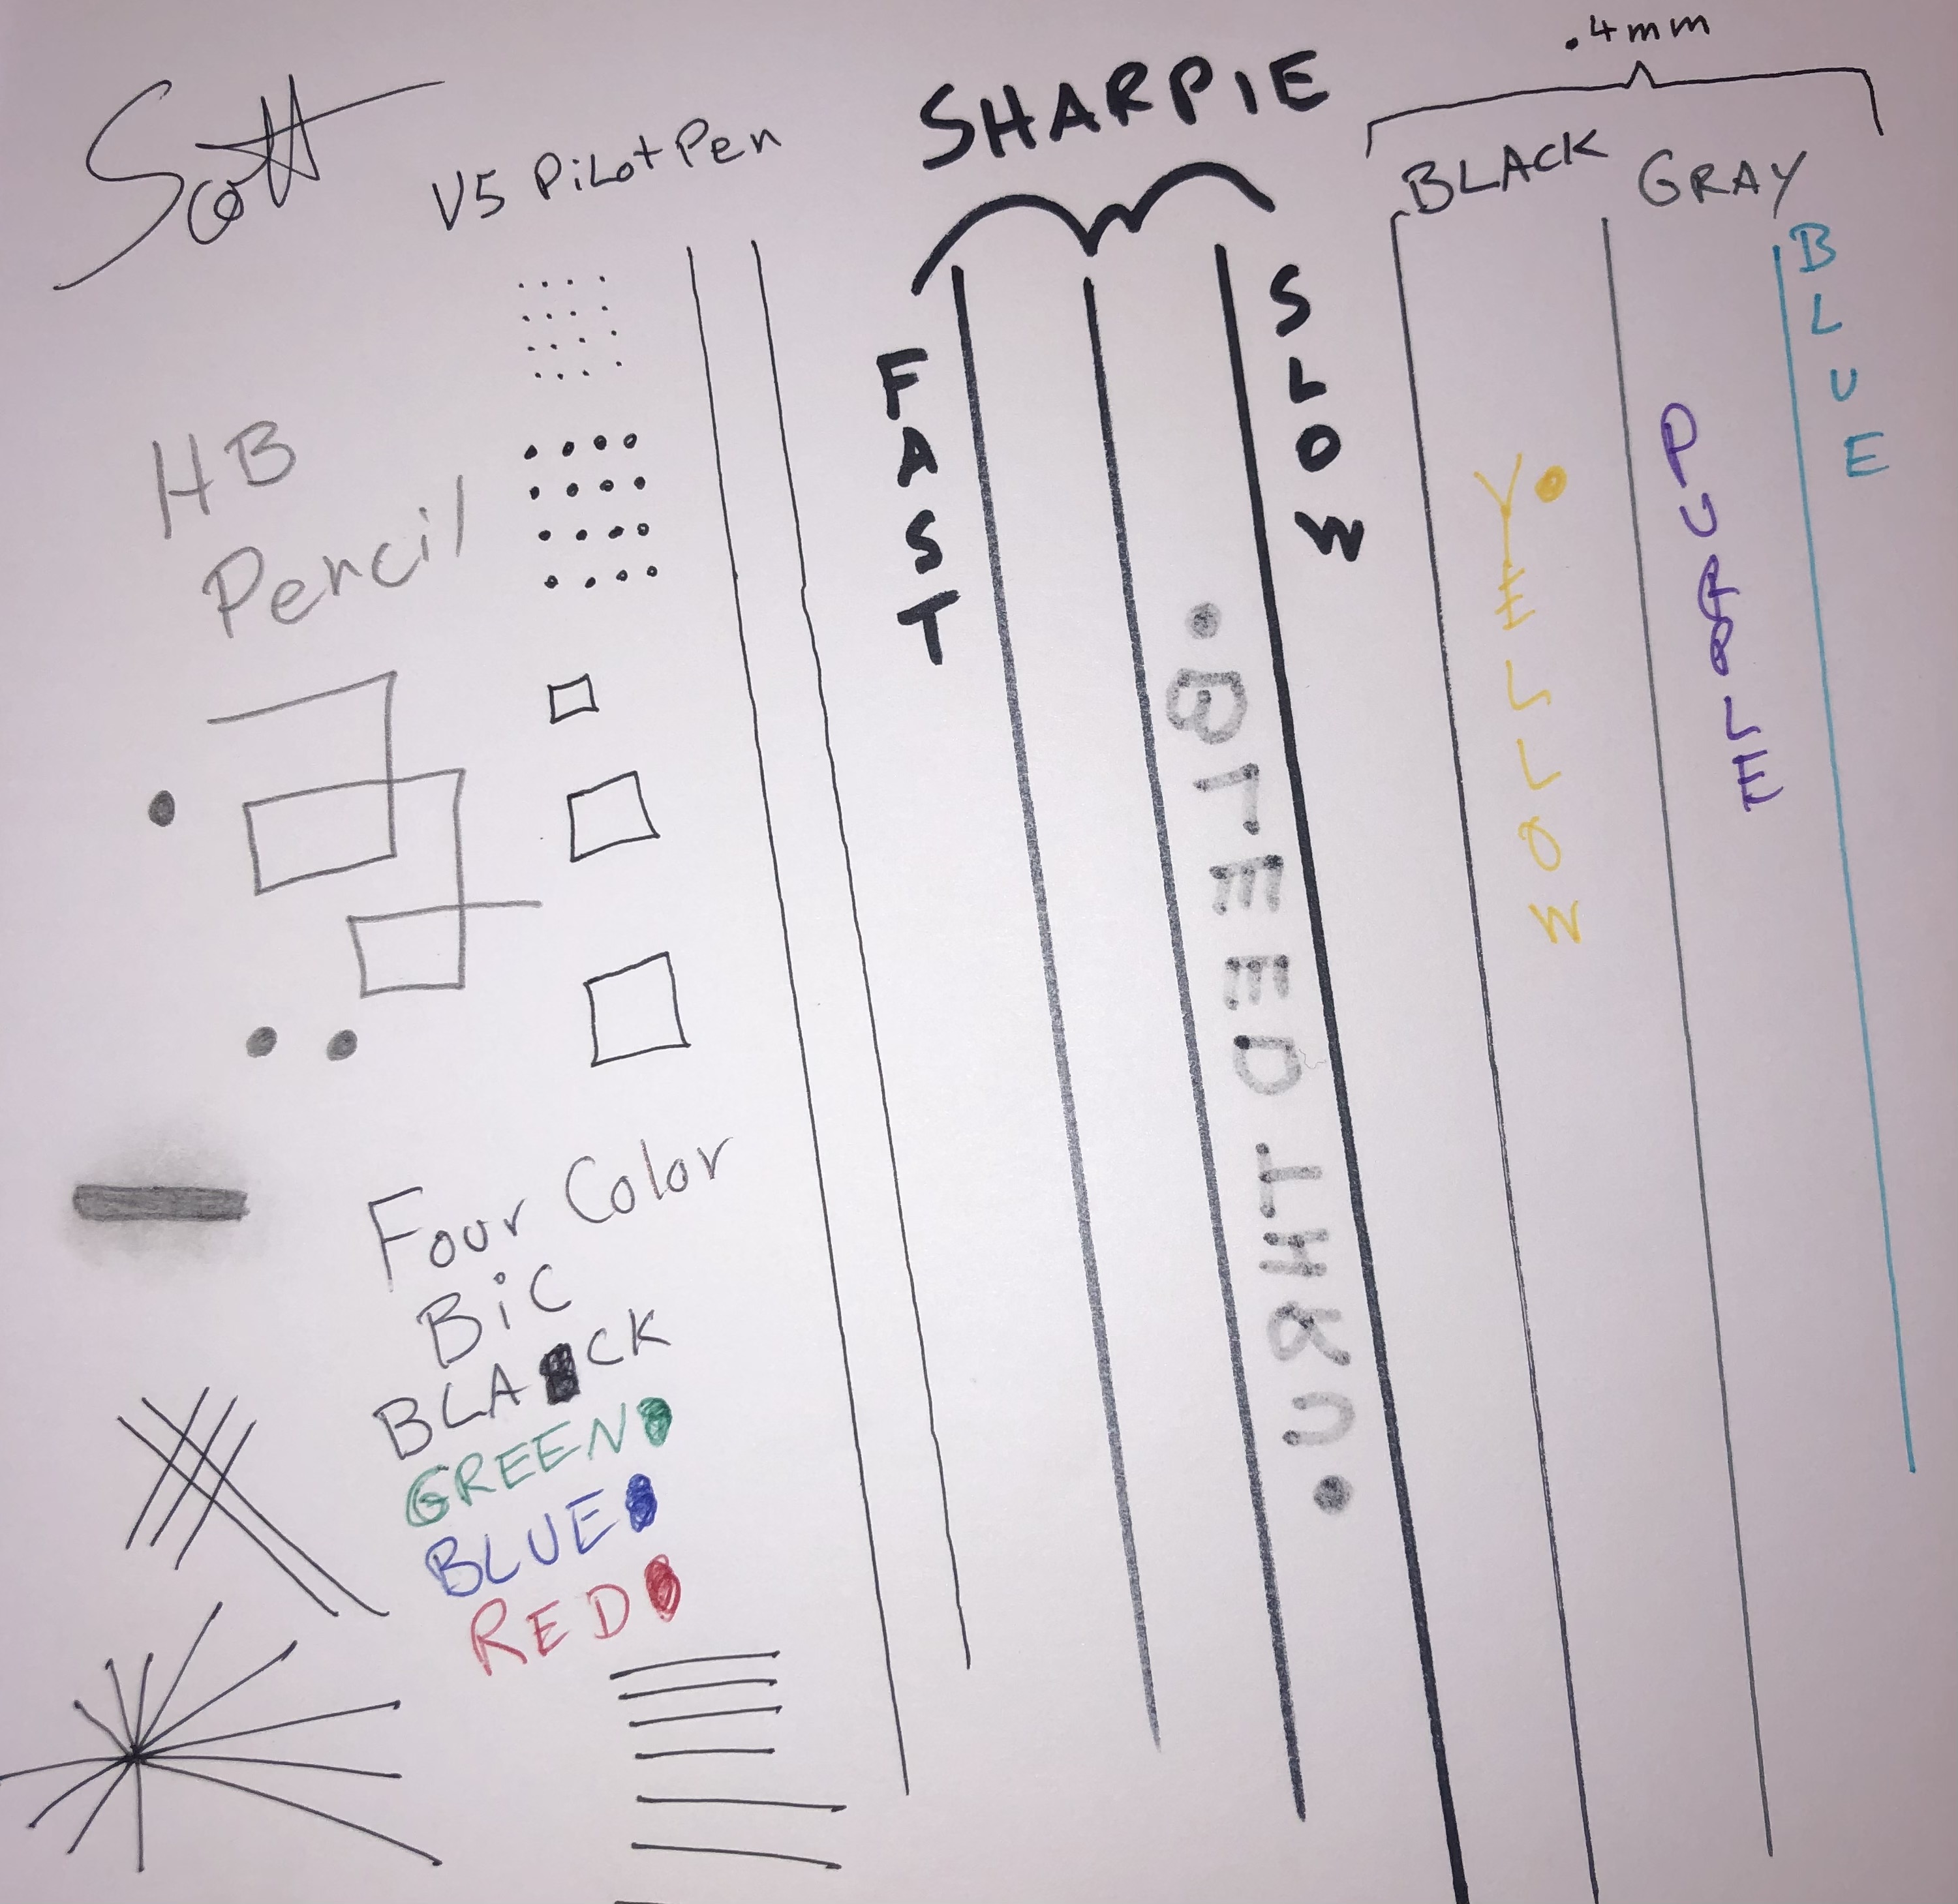 Scott
V5 PiLot Pen
SHARPIE
.4mm
BLACK
GRAY
BLUE
FAST
SLOW
HB
Pencil
YELLOW
PURPLE
BLEED THRU.
Four Color
BiC
BLACK
GREEN
BLUE
RED